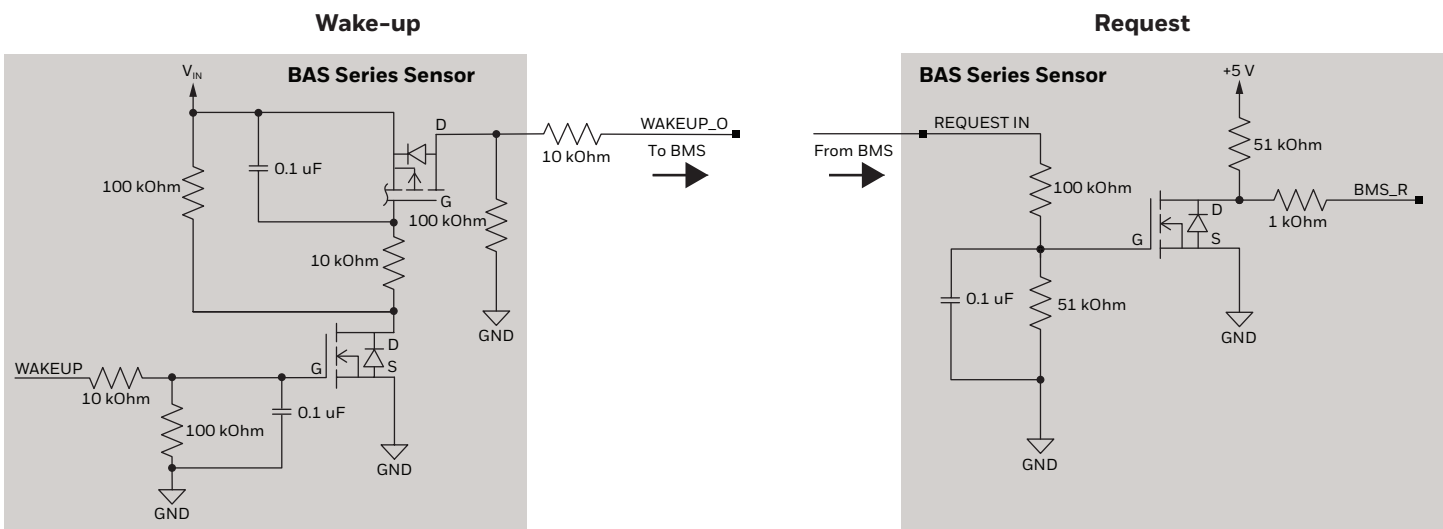 Wake-up
BAS Series Sensor
V_IN
D
WAKEUP_O
10 kOhm
To BMS
0.1 uF
100 kOhm
G
100 kOhm
10 kOhm
GND
D
G
S
WAKEUP
10 kOhm
0.1 uF
100 kOhm
GND
GND
Request
BAS Series Sensor
+5 V
REQUEST IN
From BMS
51 kOhm
100 kOhm
BMS_R
D
1 kOhm
G
S
0.1 uF
51 kOhm
GND
GND